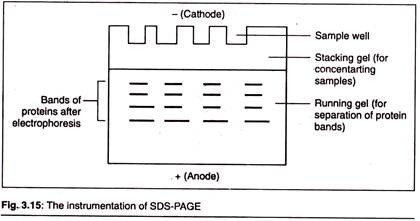 – (Cathode)
Sample well
Stacking gel (for
concentarting
samples)
Bands of
proteins after
electrophoresis
Running gel (for
separation of protein
bands)
+ (Anode)
Fig. 3.15: The instrumentation of SDS-PAGE